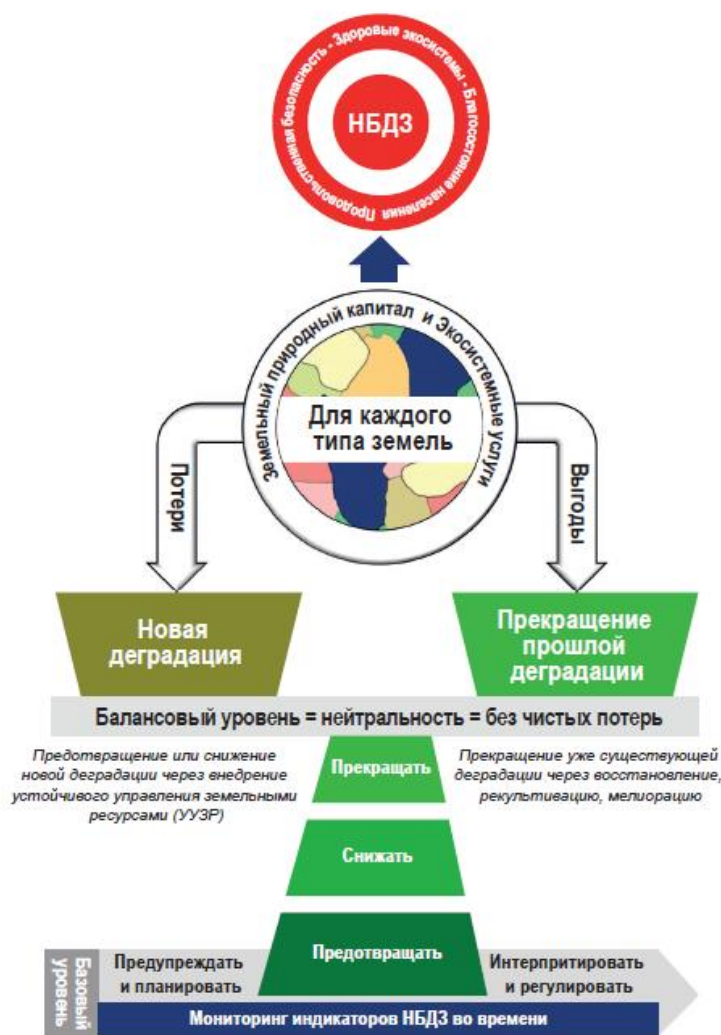 Продовольственная безопасность - Здоровые экосистемы - Благосостояние населения
НБДЗ
Земельный природный капитал и Экосистемные услуги
Для каждого
типа земель
Потери
Выгоды
Новая
деградация
Прекращение
прошлой
деградации
Балансовый уровень = нейтральность = без чистых потерь
Предотвращение или снижение
новой деградации через внедрение
устойчивого управления земельными
ресурсами (УУЗР)
Прекращать
Прекращение уже существующей
деградации через восстановление,
рекультивацию, мелиорацию
Снижать
Предотвращать
Базовый
уровень
Предупреждать
и планировать
Интерпритировать
и регулировать
Мониторинг индикаторов НБДЗ во времени